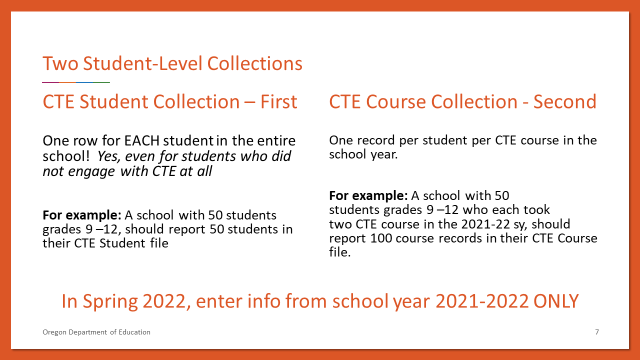 Two Student-Level Collections
CTE Student Collection – First
One row for EACH student in the entire
school!  Yes, even for students who did
not engage with CTE at all
For example: A school with 50 students
grades 9 –12, should report 50 students in
their CTE Student file
CTE Course Collection - Second
One record per student per CTE course in the
school year.
For example: A school with 50
students grades 9 –12 who each took
two CTE course in the 2021-22 sy, should
report 100 course records in their CTE Course
file.
In Spring 2022, enter info from school year 2021-2022 ONLY
Oregon Department of Education
7